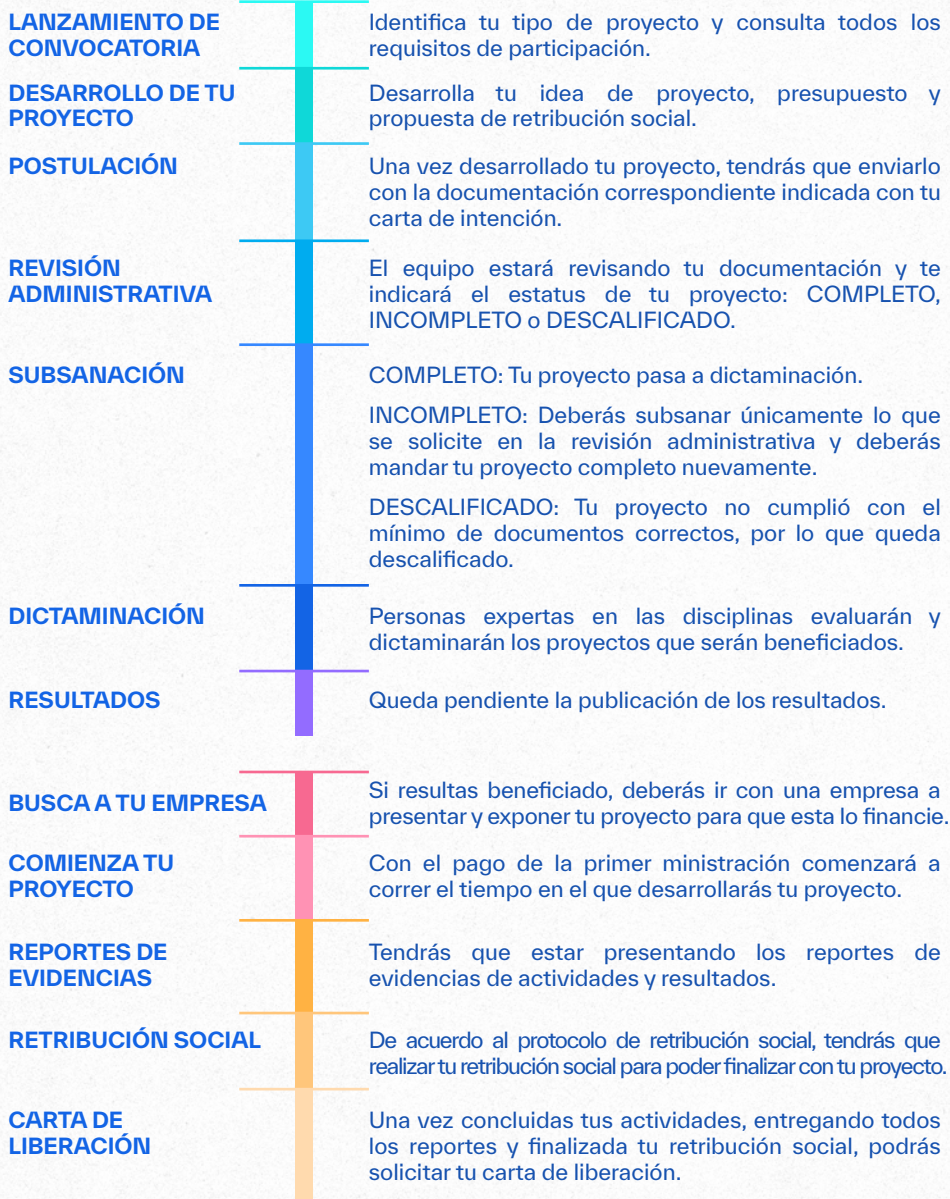 LANZAMIENTO DE
CONVOCATORIA
Identifica tu tipo de proyecto y consulta todos los
requisitos de participación.
DESARROLLO DE TU
PROYECTO
Desarrolla tu idea de proyecto, presupuesto y
propuesta de retribución social.
POSTULACIÓN
Una vez desarrollado tu proyecto, tendrás que enviarlo
con la documentación correspondiente indicada con tu
carta de intención.
REVISIÓN
ADMINISTRATIVA
El equipo estará revisando tu documentación y te
indicará el estatus de tu proyecto: COMPLETO,
INCOMPLETO o DESCALIFICADO.
SUBSANACIÓN
COMPLETO: Tu proyecto pasa a dictaminación.
INCOMPLETO: Deberás subsanar únicamente lo que
se solicite en la revisión administrativa y deberás
mandar tu proyecto completo nuevamente.
DESCALIFICADO: Tu proyecto no cumplió con el
mínimo de documentos correctos, por lo que queda
descalificado.
DICTAMINACIÓN
Personas expertas en las disciplinas evaluarán y
dictaminarán los proyectos que serán beneficiados.
RESULTADOS
Queda pendiente la publicación de los resultados.
BUSCA A TU EMPRESA
Si resultas beneficiado, deberás ir con una empresa a
presentar y exponer tu proyecto para que esta lo financie.
COMIENZA TU
PROYECTO
Con el pago de la primer ministración comenzará a
correr el tiempo en el que desarrollarás tu proyecto.
REPORTES DE
EVIDENCIAS
Tendrás que estar presentando los reportes de
evidencias de actividades y resultados.
RETRIBUCIÓN SOCIAL
De acuerdo al protocolo de retribución social, tendrás que
realizar tu retribución social para poder finalizar con tu proyecto.
CARTA DE
LIBERACIÓN
Una vez concluidas tus actividades, entregando todos
los reportes y finalizada tu retribución social, podrás
solicitar tu carta de liberación.